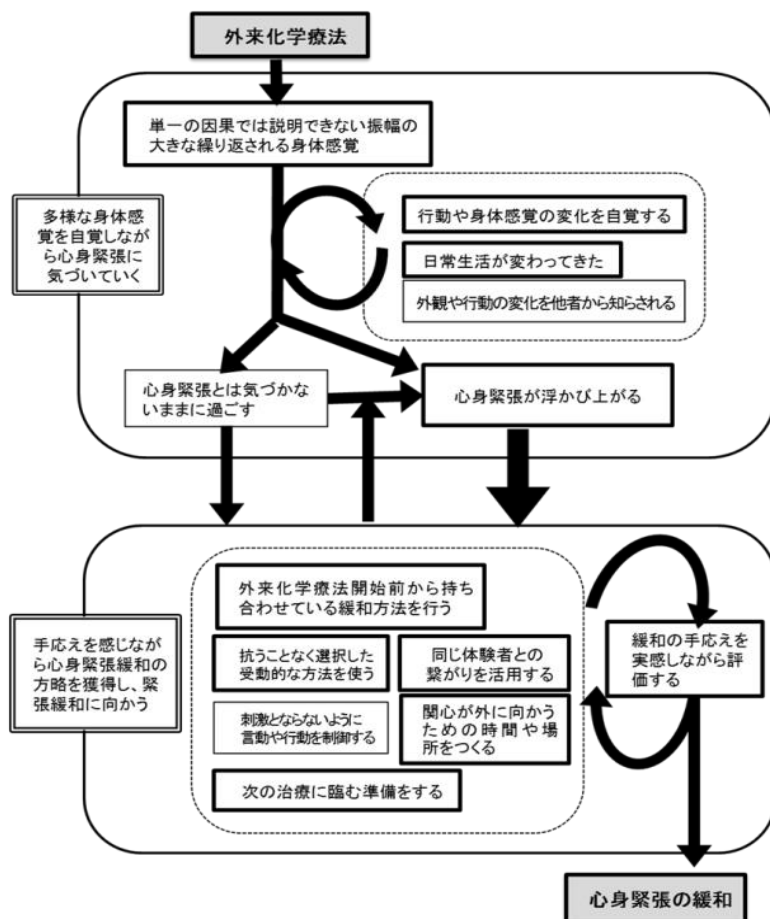 外来化学療法
単一の因果では説明できない振幅の
大きな繰り返される身体感覚
多様な身体感
覚を自覚しなが
ら心身緊張に
気づいていく
行動や身体感覚の変化を自覚する
日常生活が変わってきた
外観や行動の変化を他者から知らされる
心身緊張とは気づかな
いままに過ごす
心身緊張が浮かび上がる
外来化学療法開始前から持ち
合わせている緩和方法を行う
手応えを感じなが
ら心身緊張緩和の
方略を獲得し、緊
張緩和に向かう
抗うことなく選択した
受動的な方法を使う
同じ体験者との
繋がりを活用する
緩和の手応えを
実感しながら評
価する
刺激とならないように
言動や行動を制御する
関心が外に向かう
ための時間や場
所をつくる
次の治療に臨む準備をする
心身緊張の緩和